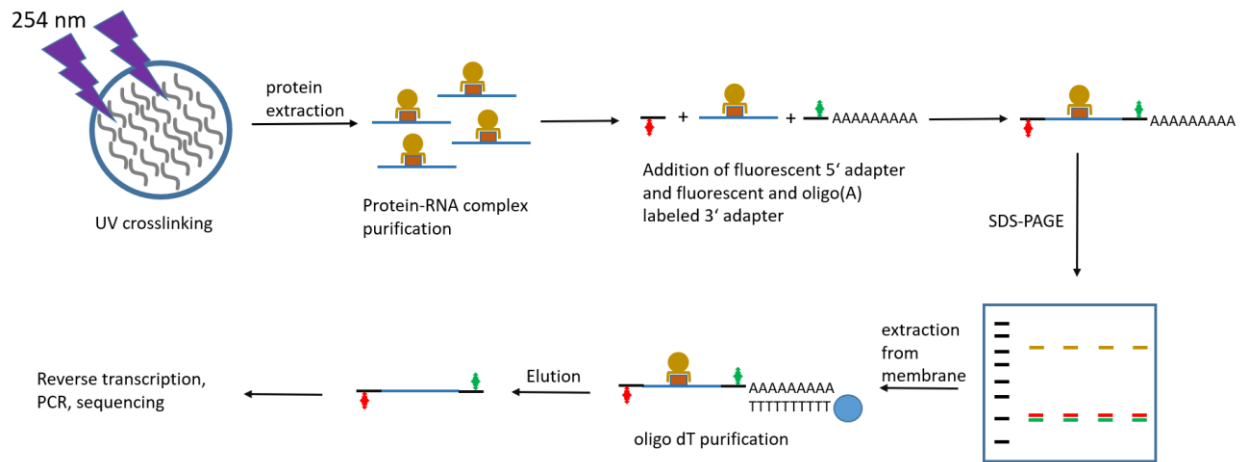 254 nm
UV crosslinking
protein
extraction
Protein-RNA complex
purification
+ + AAAAAAAAA
Addition of fluorescent 5‘ adapter
and fluorescent and oligo(A)
labeled 3‘ adapter
AAAAAAAAA
SDS-PAGE
extraction
from
membrane
AAAAAAAAA
TTTTTTTTTT
oligo dT purification
Elution
Reverse transcription,
PCR, sequencing